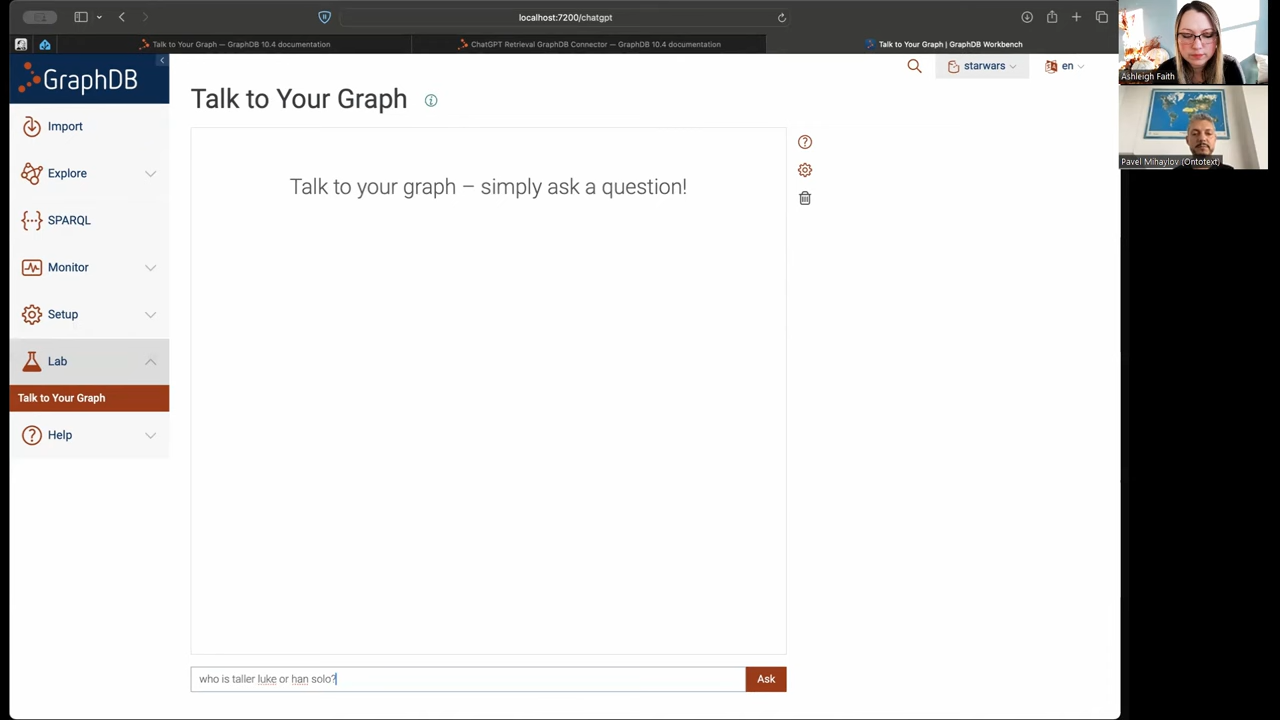 localhost:7200/chatgpt
Talk to Your Graph — GraphDB 10.4 documentation
ChatGPT Retrieval GraphDB Connector — GraphDB 10.4 documentation
Talk to Your Graph | GraphDB Workbench
GraphDB
starwars
en
Ashleigh Faith
Talk to Your Graph
Import
Explore
SPARQL
Monitor
Setup
Lab
Talk to Your Graph
Help
Talk to your graph – simply ask a question!
Pavel Mihaylov (Ontotext)
who is taller luke or han solo?
Ask